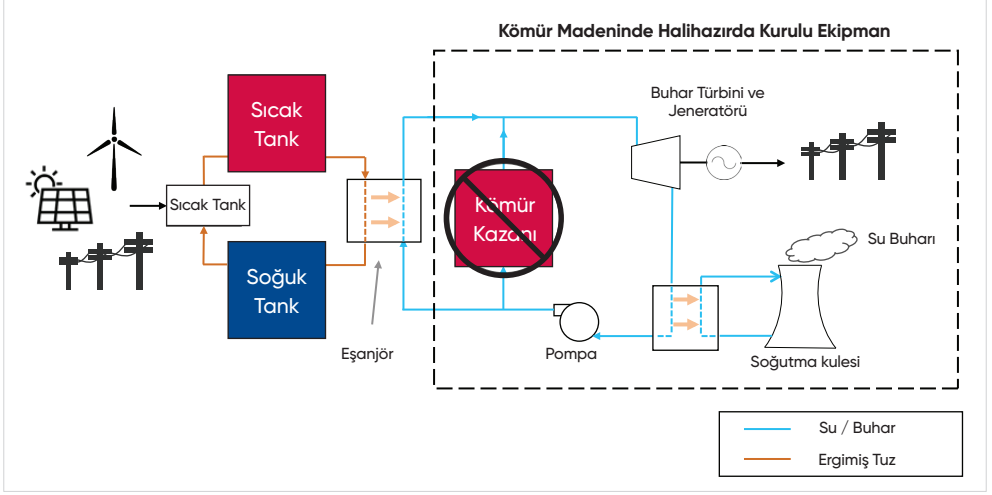 Kömür Madeninde Halihazırda Kurulu Ekipman
Sıcak
Tank
Sıcak Tank
Soğuk
Tank
Eşanjör
Kömür
Kazanı
Buhar Türbini ve
Jeneratörü
Su Buharı
Pompa
Soğutma kulesi
Su / Buhar
Ergimiş Tuz